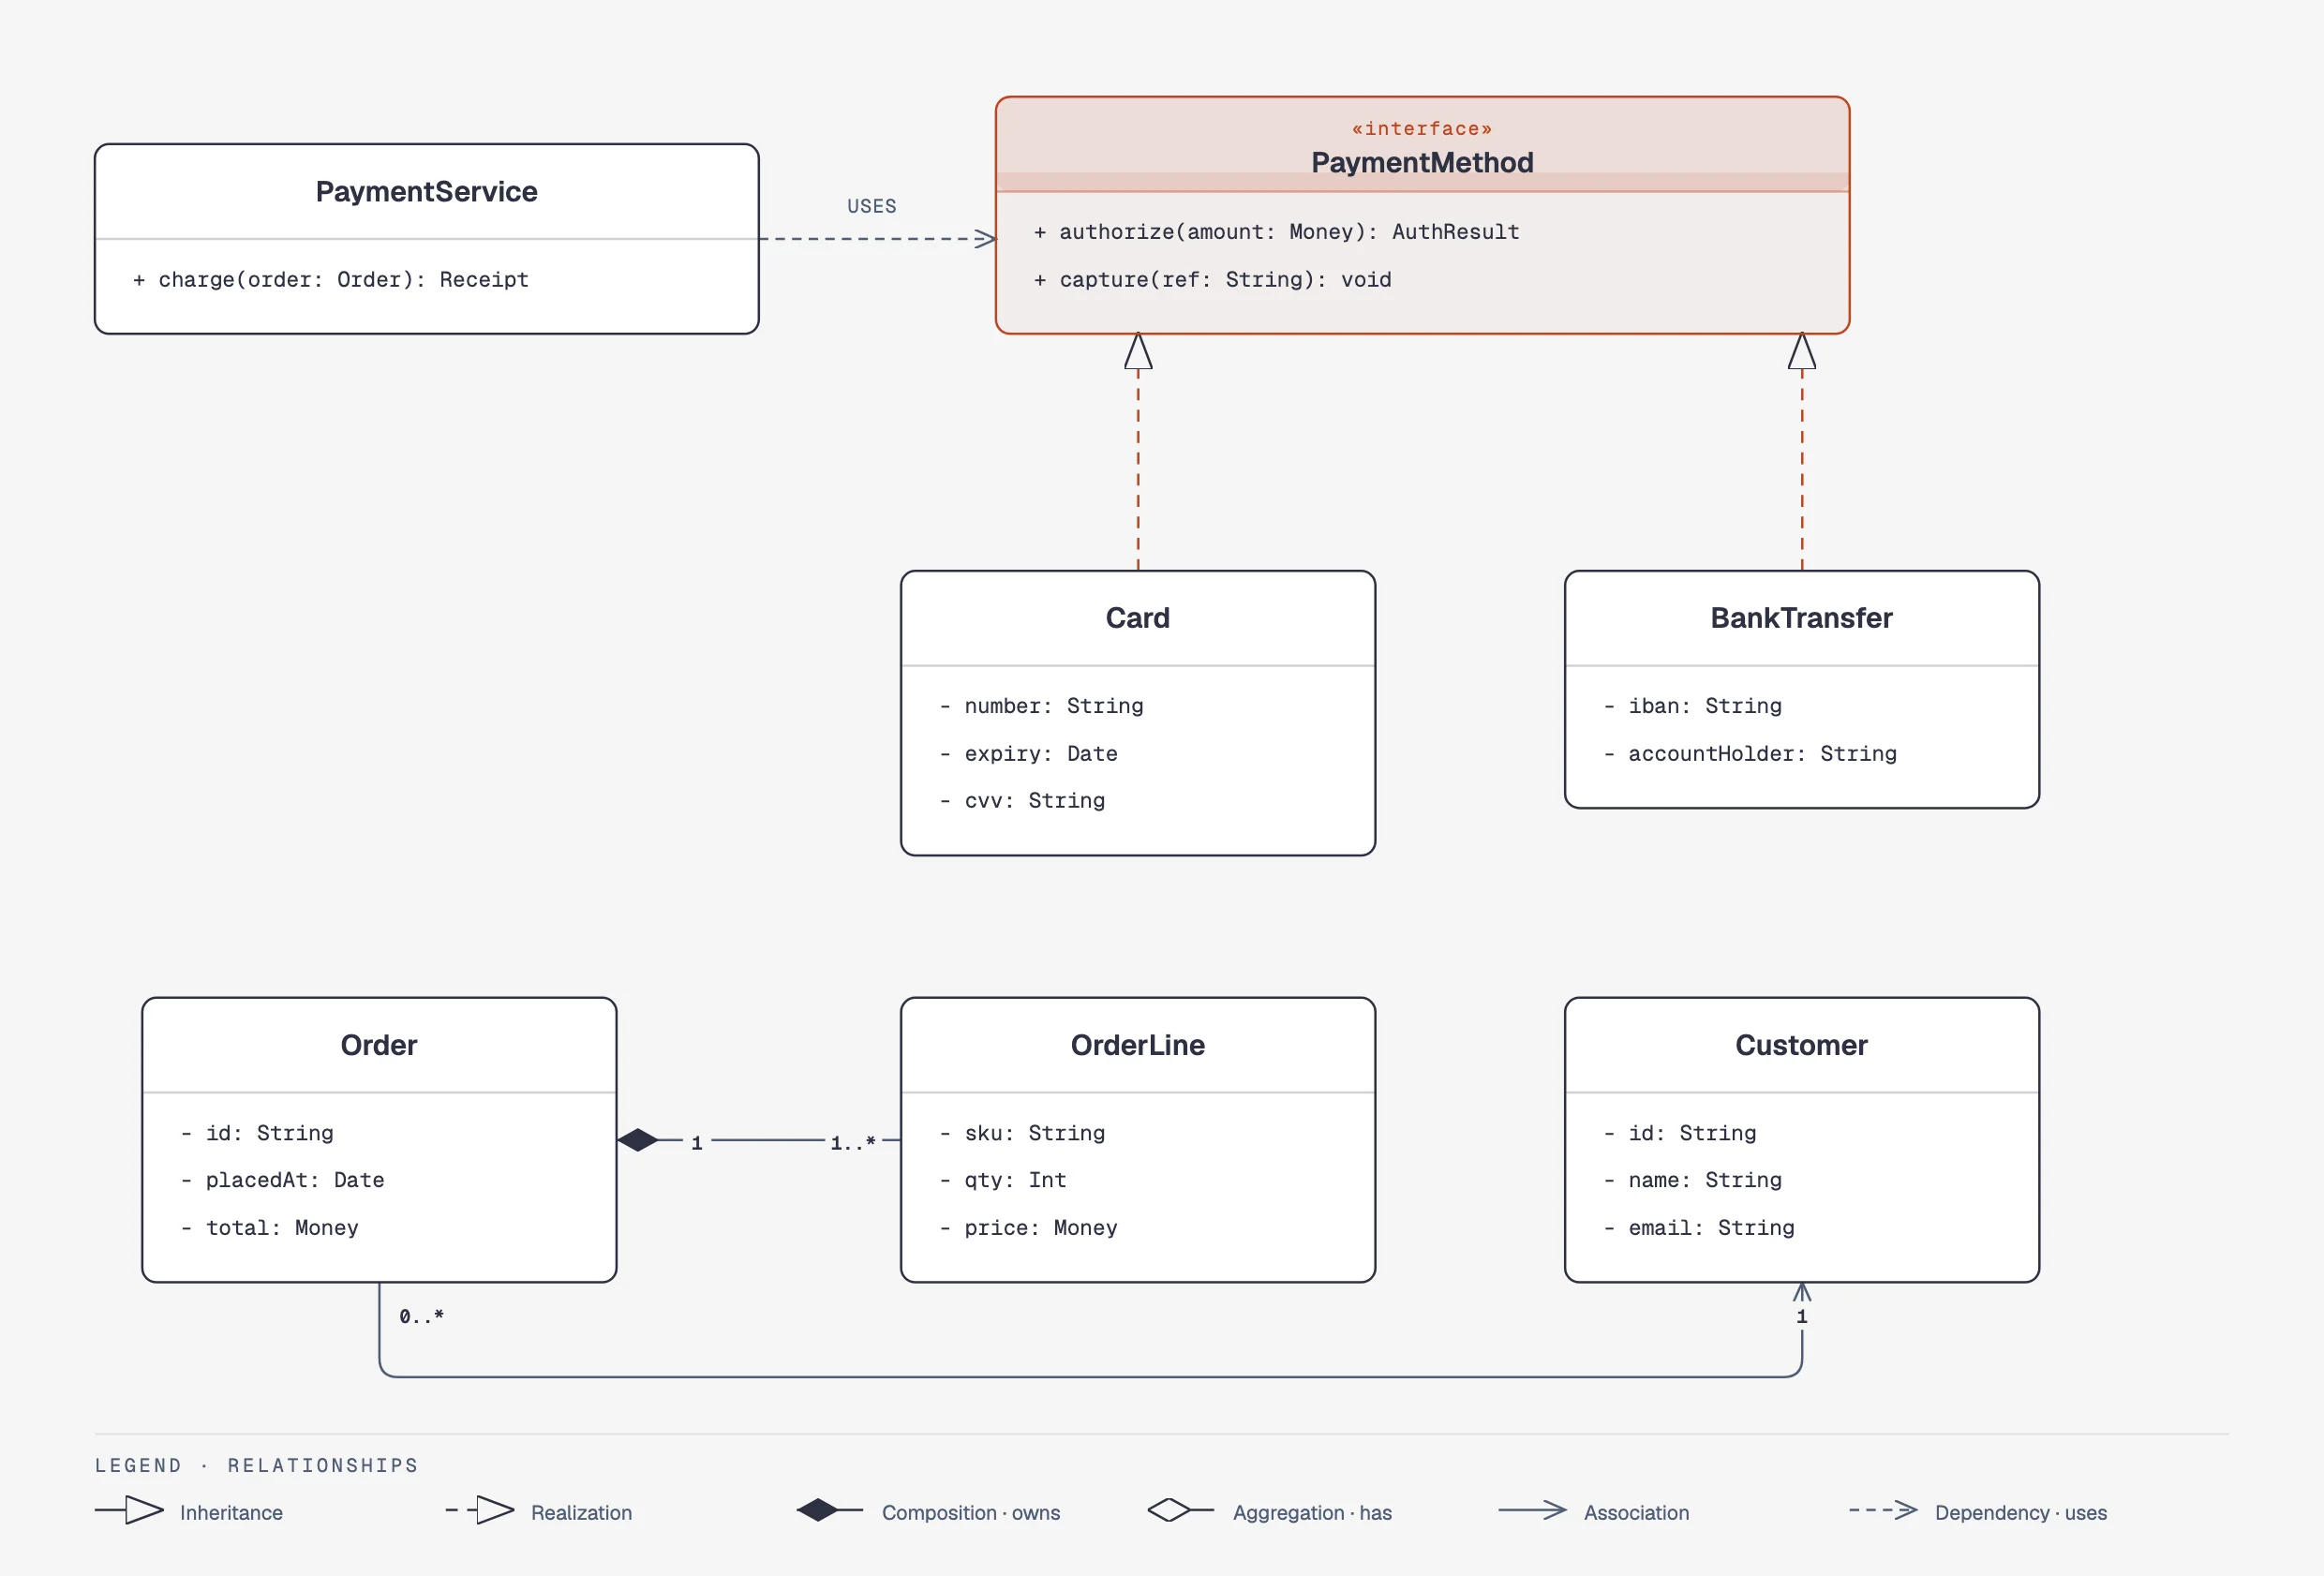 «interface»
PaymentMethod
+ authorize(amount: Money): AuthResult
+ capture(ref: String): void
PaymentService
+ charge(order: Order): Receipt
USES
Card
- number: String
- expiry: Date
- cvv: String
BankTransfer
- iban: String
- accountHolder: String
Order
- id: String
- placedAt: Date
- total: Money
1
1..*
OrderLine
- sku: String
- qty: Int
- price: Money
Customer
- id: String
- name: String
- email: String
0..*
1
LEGEND · RELATIONSHIPS
Inheritance
Realization
Composition · owns
Aggregation · has
Association
Dependency · uses